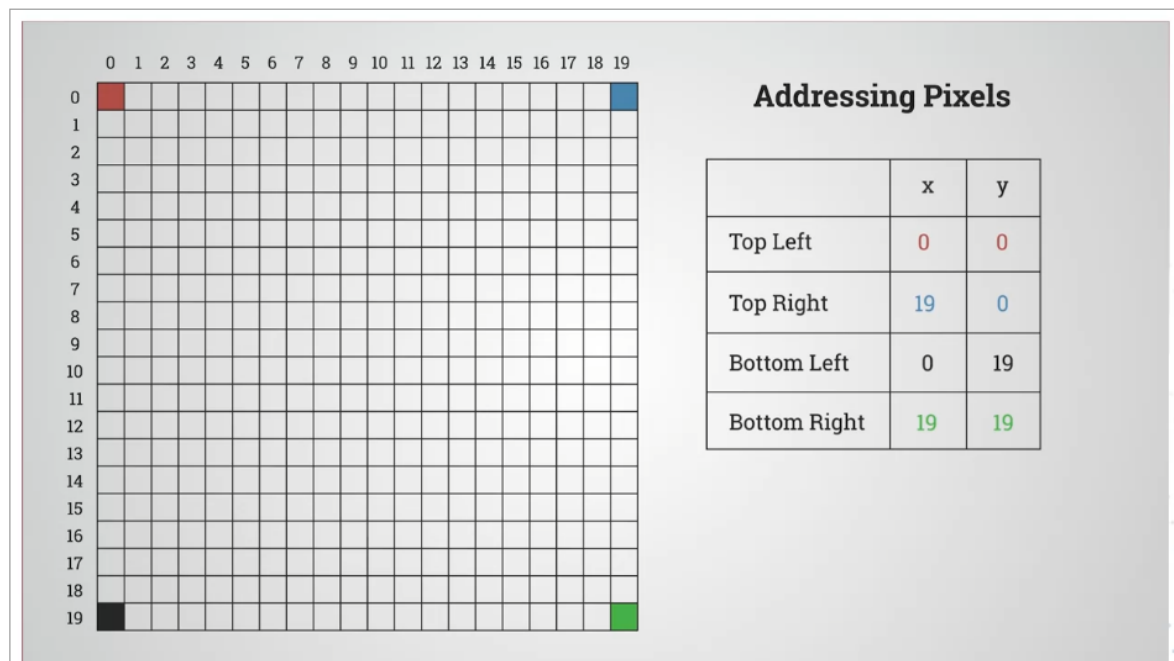 0 1 2 3 4 5 6 7 8 9 10 11 12 13 14 15 16 17 18 19
0
1
2
3
4
5
6
7
8
9
10
11
12
13
14
15
16
17
18
19
Addressing Pixels
x y
Top Left 0 0
Top Right 19 0
Bottom Left 0 19
Bottom Right 19 19